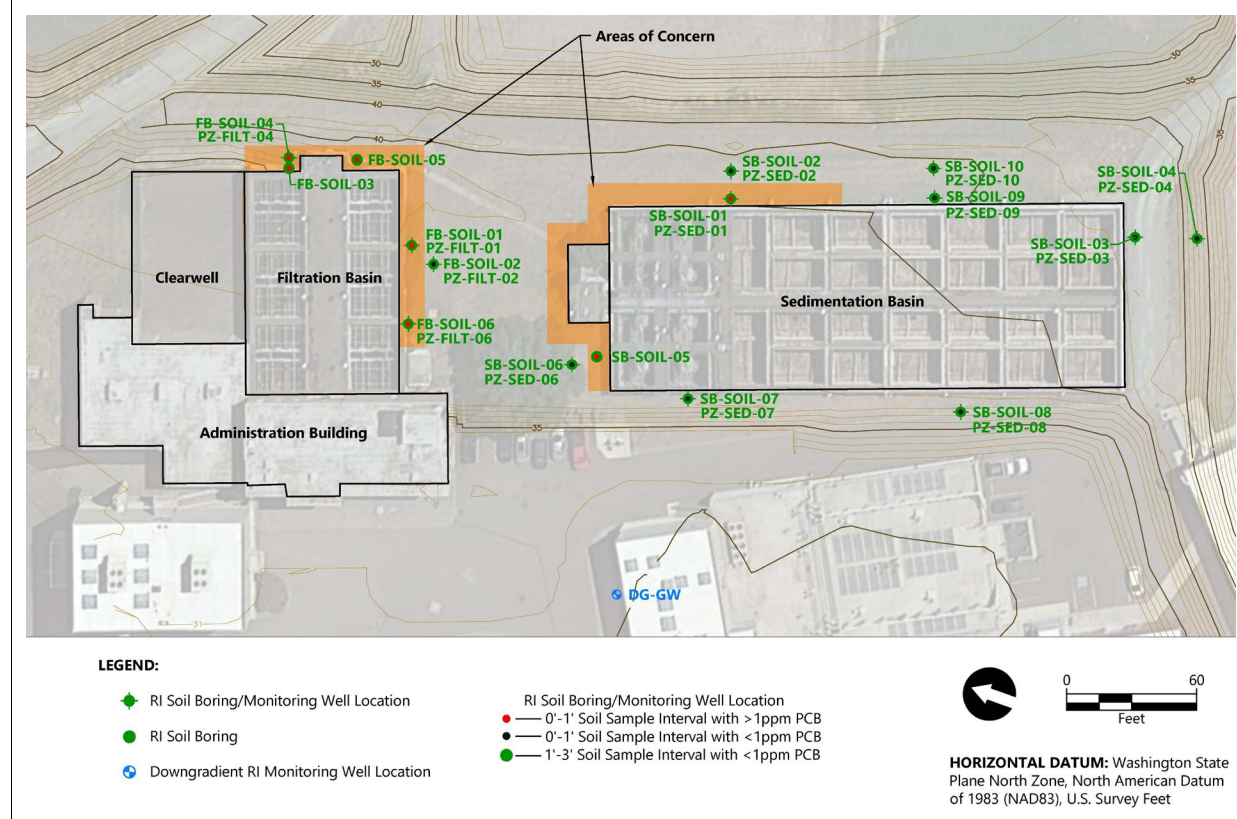 Areas of Concern
30
35
40
35
40
FB-SOIL-04
PZ-FILT-04
FB-SOIL-05
FB-SOIL-03
SB-SOIL-02
PZ-SED-02
SB-SOIL-10
PZ-SED-10
SB-SOIL-04
PZ-SED-04
SB-SOIL-09
PZ-SED-09
SB-SOIL-01
PZ-SED-01
SB-SOIL-03
PZ-SED-03
FB-SOIL-01
PZ-FILT-01
FB-SOIL-02
PZ-FILT-02
Clearwell
Filtration Basin
Sedimentation Basin
FB-SOIL-06
PZ-FILT-06
SB-SOIL-06
PZ-SED-06
SB-SOIL-05
SB-SOIL-07
PZ-SED-07
SB-SOIL-08
PZ-SED-08
Administration Building
35
35
DG-GW
31
LEGEND:
RI Soil Boring/Monitoring Well Location
RI Soil Boring
Downgradient RI Monitoring Well Location
RI Soil Boring/Monitoring Well Location
0'-1' Soil Sample Interval with >1ppm PCB
0'-1' Soil Sample Interval with <1ppm PCB
1'-3' Soil Sample Interval with <1ppm PCB
0 60
Feet
HORIZONTAL DATUM: Washington State
Plane North Zone, North American Datum
of 1983 (NAD83), U.S. Survey Feet